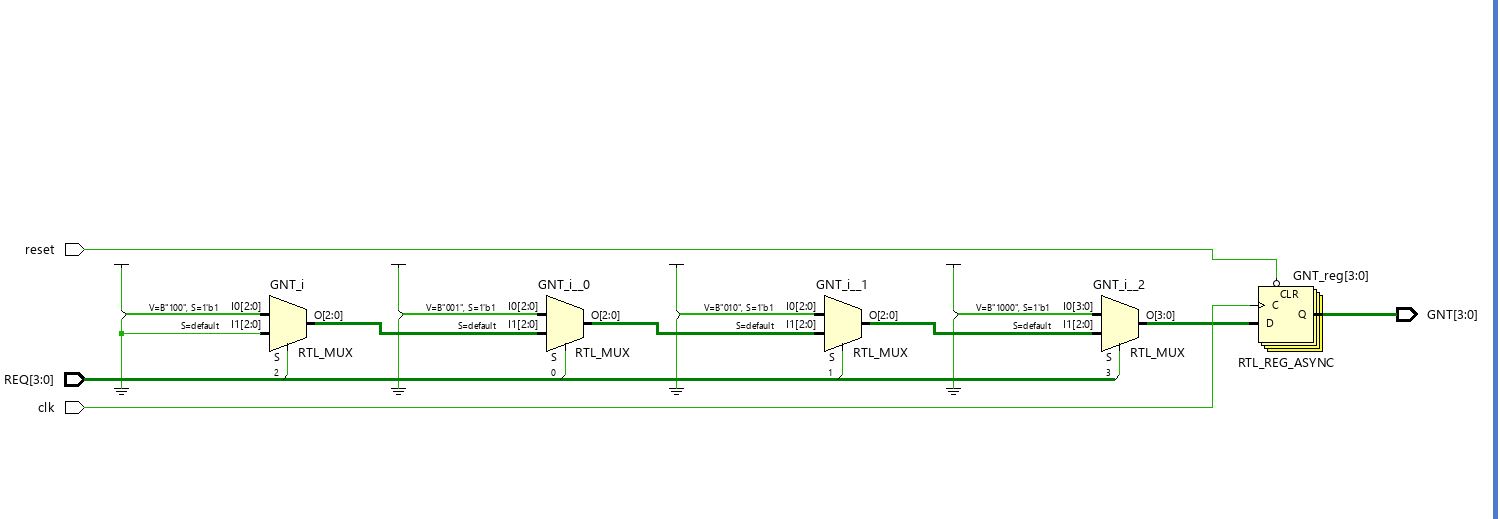 reset
GNT_reg[3:0]
GNT_i
GNT_i__0
GNT_i__1
GNT_i__2
CLR
V=B"100", S=1'b1
I0[2:0]
V=B"001", S=1'b1
I0[2:0]
V=B"010", S=1'b1
I0[2:0]
V=B"1000", S=1'b1
I0[3:0]
C
O[2:0]
O[2:0]
O[2:0]
O[3:0]
Q
GNT[3:0]
S=default
I1[2:0]
S=default
I1[2:0]
S=default
I1[2:0]
S=default
I1[2:0]
D
S
RTL_MUX
S
RTL_MUX
S
RTL_MUX
S
RTL_MUX
RTL_REG_ASYNC
2
0
1
3
REQ[3:0]
clk